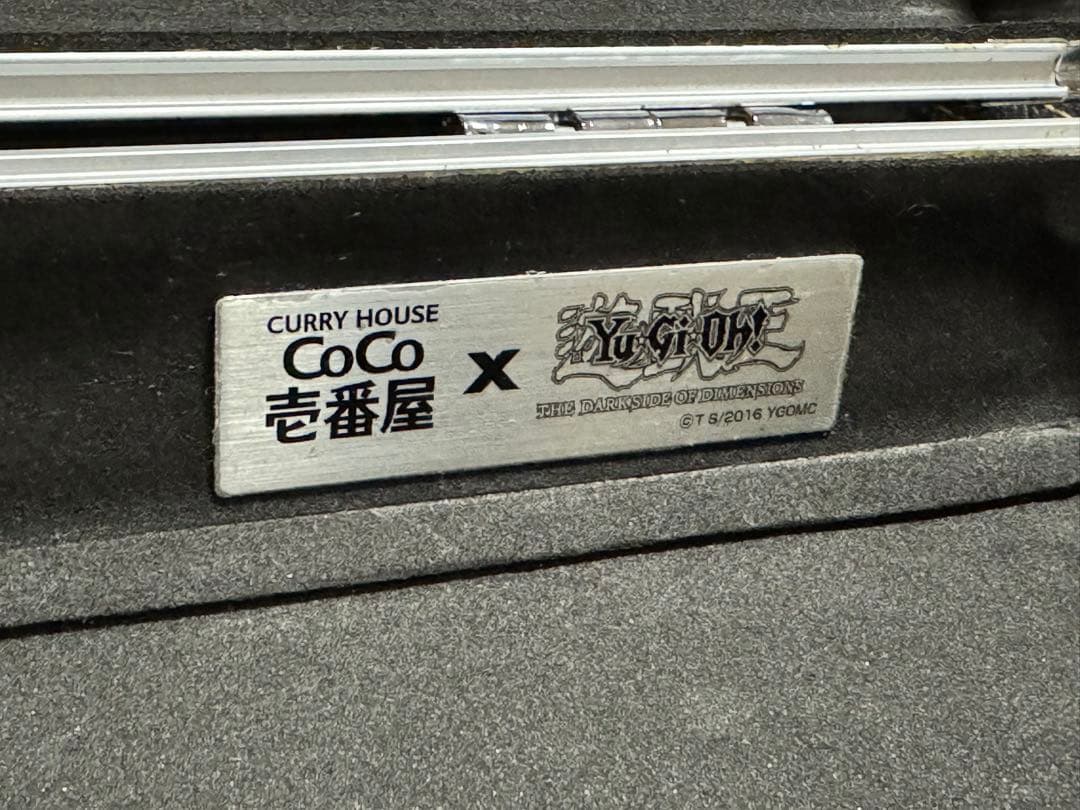 CURRY HOUSE
CoCo
壱番屋
X
遊☆戯☆王
Yu-Gi-Oh!
THE DARKSIDE OF DIMENSIONS
©T S/2016 YGOMC